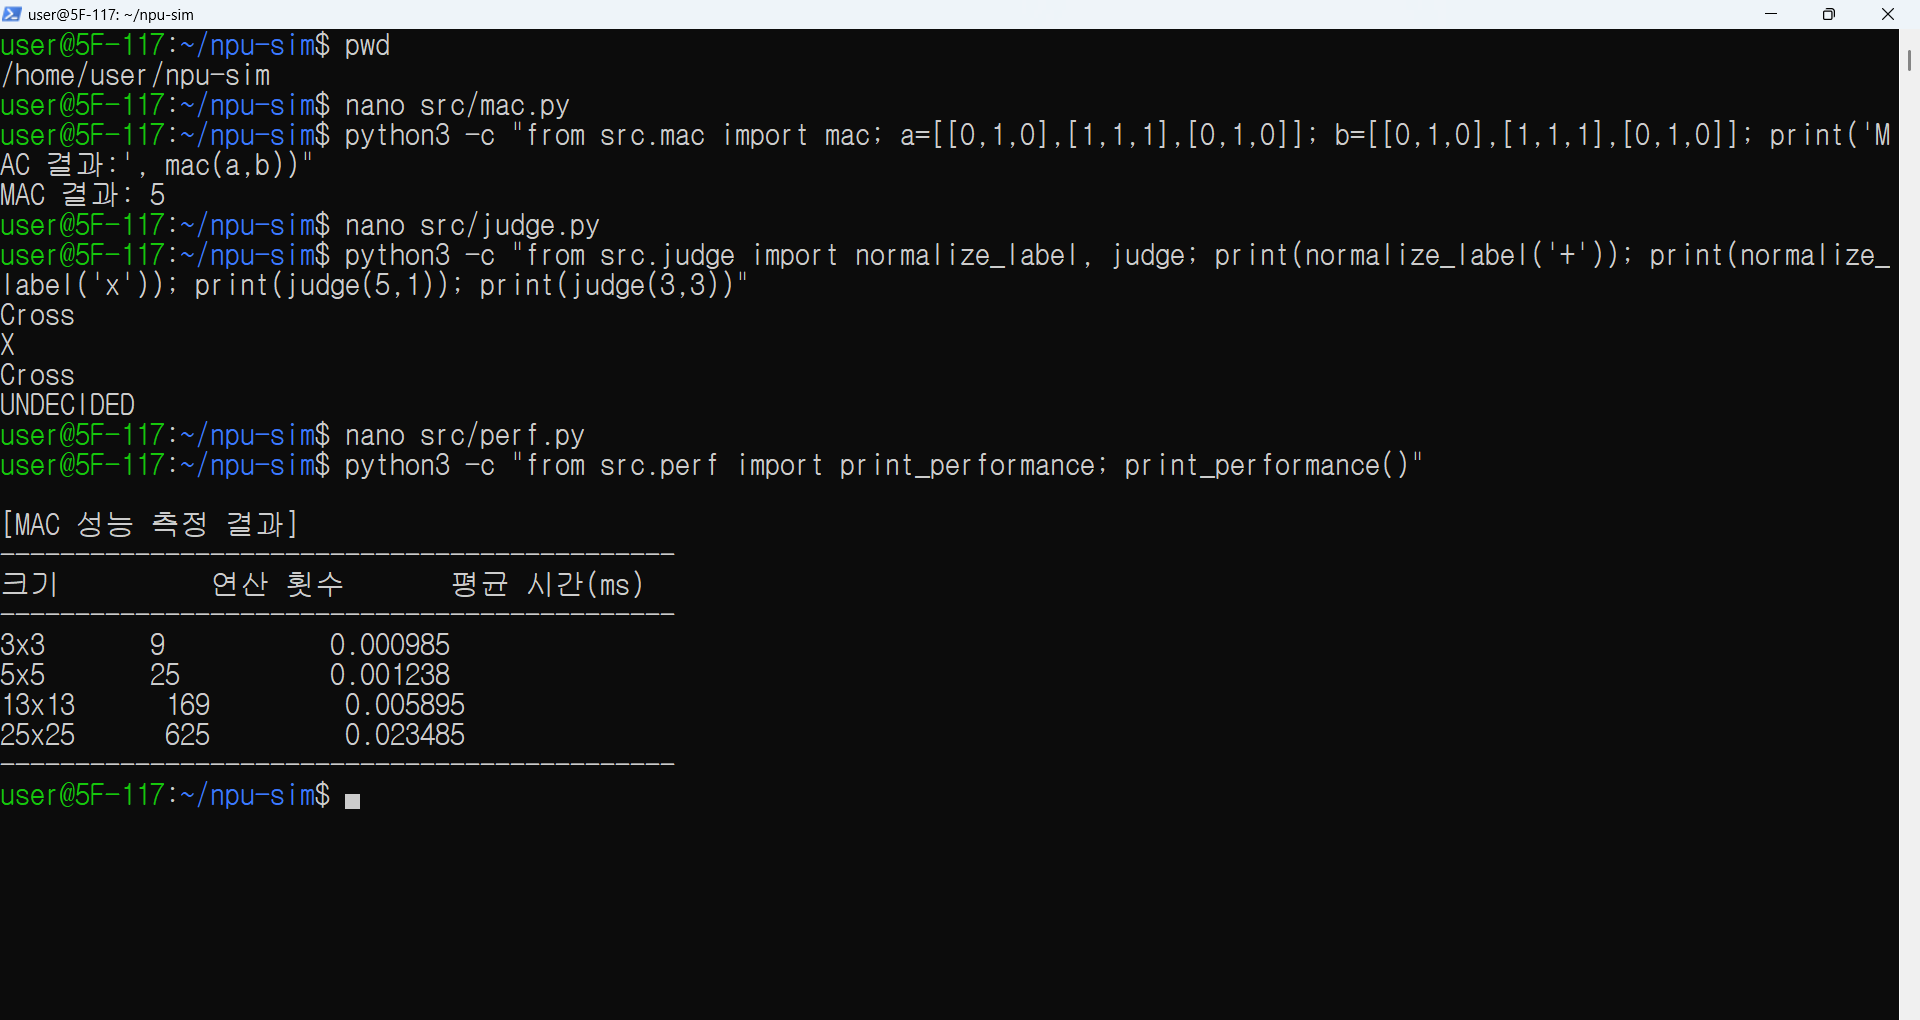 user@5F-117: ~/npu-sim
user@5F-117:~/npu-sim$ pwd
/home/user/npu-sim
user@5F-117:~/npu-sim$ nano src/mac.py
user@5F-117:~/npu-sim$ python3 -c "from src.mac import mac; a=[[0,1,0],[1,1,1],[0,1,0]]; b=[[0,1,0],[1,1,1],[0,1,0]]; print('M
AC 결과:', mac(a,b))"
MAC 결과: 5
user@5F-117:~/npu-sim$ nano src/judge.py
user@5F-117:~/npu-sim$ python3 -c "from src.judge import normalize_label, judge; print(normalize_label('+')); print(normalize_
label('x')); print(judge(5,1)); print(judge(3,3))"
Cross
X
Cross
UNDECIDED
user@5F-117:~/npu-sim$ nano src/perf.py
user@5F-117:~/npu-sim$ python3 -c "from src.perf import print_performance; print_performance()"
[MAC 성능 측정 결과]
---------------------------------------------
크기 연산 횟수 평균 시간(ms)
---------------------------------------------
3x3 9 0.000985
5x5 25 0.001238
13x13 169 0.005895
25x25 625 0.023485
---------------------------------------------
user@5F-117:~/npu-sim$